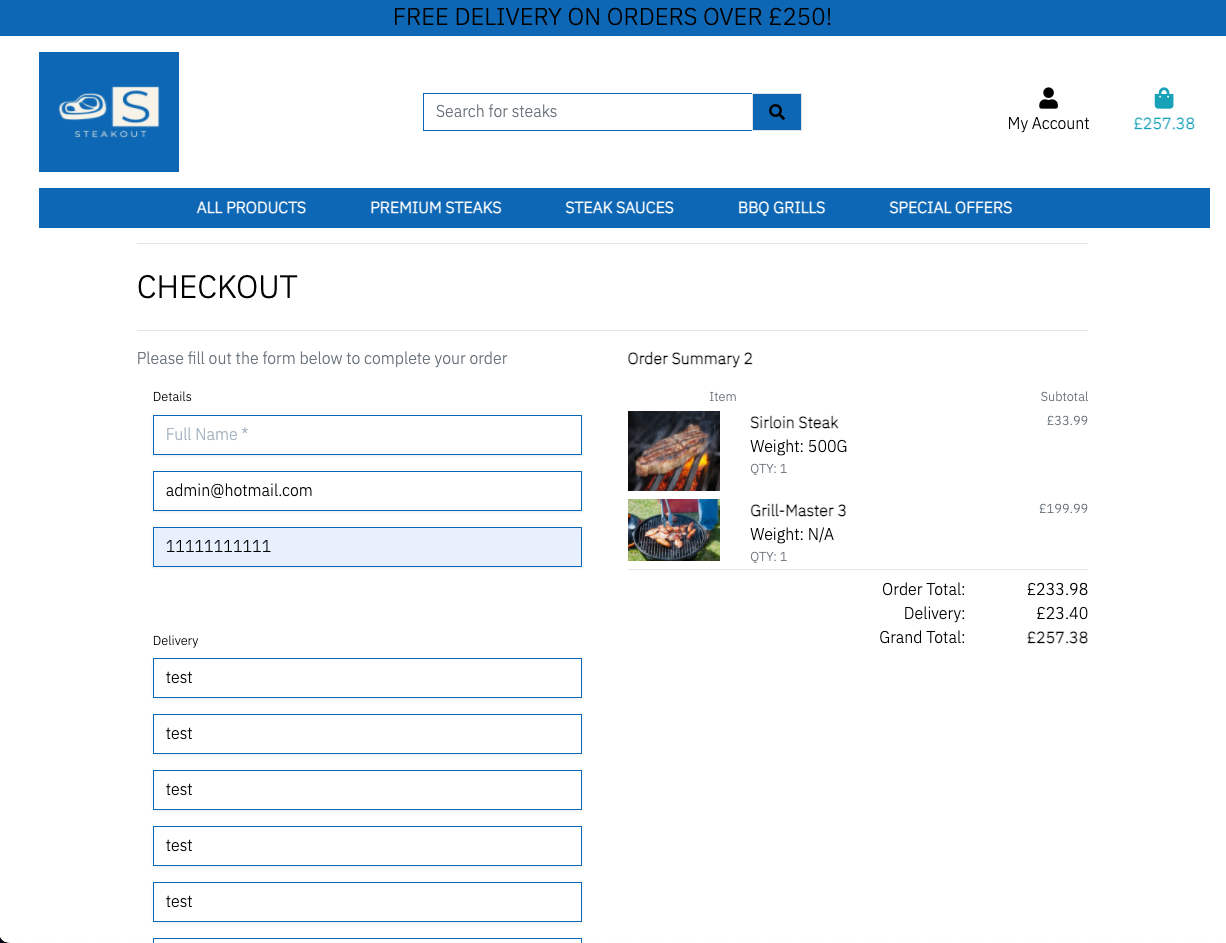 FREE DELIVERY ON ORDERS OVER £250!
S
STEAKOUT
Search for steaks
My Account
£257.38
ALL PRODUCTS
PREMIUM STEAKS
STEAK SAUCES
BBQ GRILLS
SPECIAL OFFERS
CHECKOUT
Please fill out the form below to complete your order
Details
Full Name *
admin@hotmail.com
11111111111
Delivery
test
test
test
test
test
Order Summary 2
Item Subtotal
Sirloin Steak £33.99
Weight: 500G
QTY: 1
Grill-Master 3 £199.99
Weight: N/A
QTY: 1
Order Total: £233.98
Delivery: £23.40
Grand Total: £257.38